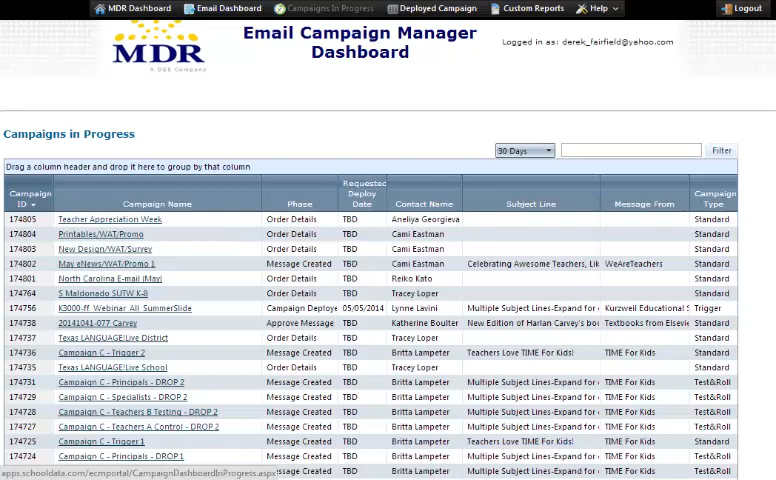 MDR Dashboard Email Dashboard Campaigns In Progress Deployed Campaign Custom Reports Help Logout
MDR
A D&B Company
Email Campaign Manager
Dashboard
Logged in as: derek_fairfield@yahoo.com
Campaigns in Progress
30 Days Filter
Drag a column header and drop it here to group by that column
Campaign ID Campaign Name Phase Requested Deploy Date Contact Name Subject Line Message From Campaign Type
174805 Teacher Appreciation Week Order Details TBD Aneliya Georgieva Standard
174804 Printables/WAT/Promo Order Details TBD Cami Eastman Standard
174803 New Design/WAT/Survey Order Details TBD Cami Eastman Standard
174802 May eNews/WAT/Promo 1 Message Created TBD Cami Eastman Celebrating Awesome Teachers, Lik WeAreTeachers Standard
174801 North Carolina E-mail (May) Order Details TBD Reiko Kato Standard
174764 S Maldonado SUTW K-8 Order Details TBD Tracey Loper Standard
174756 K3000-ff_Webinar_All_SummerSlide Campaign Deploye 05/05/2014 Lynne Lavini Multiple Subject Lines-Expand for Kurzweil Educational S Trigger
174738 20141041-077 Carvey Approve Message TBD Katherine Boulter New Edition of Harlan Carvey's boo Textbooks from Elsevie Standard
174737 Texas LANGUAGE!Live District Order Details TBD Tracey Loper Standard
174736 Campaign C - Trigger 2 Message Created TBD Britta Lampeter Teachers Love TIME For Kids! TIME For Kids Standard
174735 Texas LANGUAGE!Live School Order Details TBD Tracey Loper Standard
174731 Campaign C - Principals - DROP 2 Message Created TBD Britta Lampeter Multiple Subject Lines-Expand for TIME For Kids Test&Roll
174729 Campaign C - Specialists - DROP 2 Message Created TBD Britta Lampeter Multiple Subject Lines-Expand for TIME For Kids Test&Roll
174728 Campaign C - Teachers B Testing - DROP 2 Message Created TBD Britta Lampeter Multiple Subject Lines-Expand for TIME For Kids Test&Roll
174727 Campaign C - Teachers A Control - DROP 2 Message Created TBD Britta Lampeter Multiple Subject Lines-Expand for TIME For Kids Test&Roll
174725 Campaign C - Trigger 1 Message Created TBD Britta Lampeter Teachers Love TIME For Kids! TIME For Kids Standard
174724 Campaign C - Principals - DROP 1 Message Created TBD Britta Lampeter Multiple Subject Lines-Expand for TIME For Kids Test&Roll
apps.schooldata.com/ecmportal/CampaignDashboardInProgress.aspx Created TBD Britta Lampeter Multiple Subject Lines-Expand for TIME For Kids Test&Roll